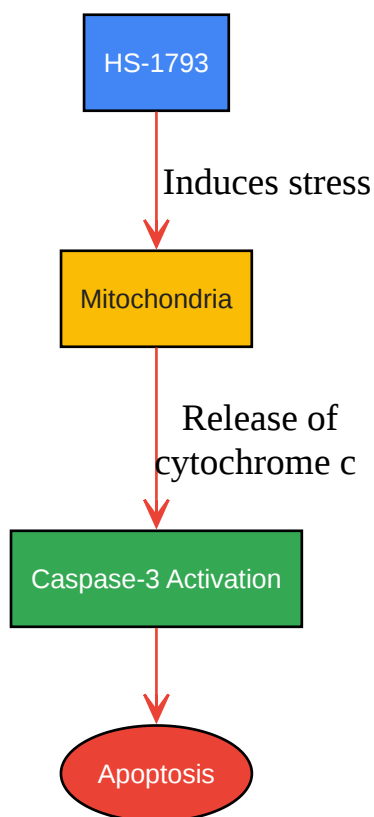 HS-1793
Induces stress
Mitochondria
Release of
cytochrome c
Caspase-3 Activation
Apoptosis